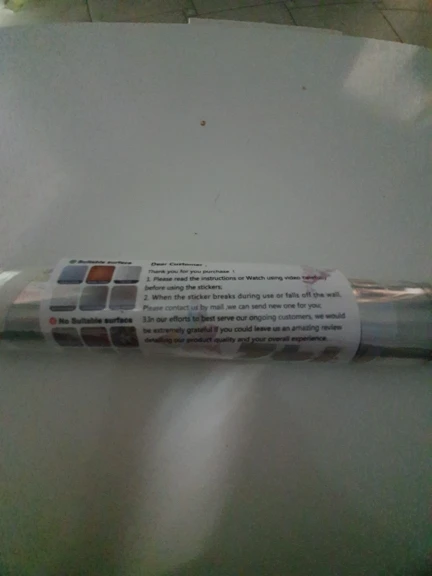 Suitable surface
No Suitable surface
Dear Customer
Thank you for you purchase !
1. Please read the instructions or Watch using video carefully
before using the stickers.
2. When the sticker breaks during use or falls off the wall,
Please contact us by mail we can send new one for you;
3.In our efforts to best serve our ongoing customers, we would
be extremely grateful if you could leave us an amazing review
detailing our product quality and your overall experience.